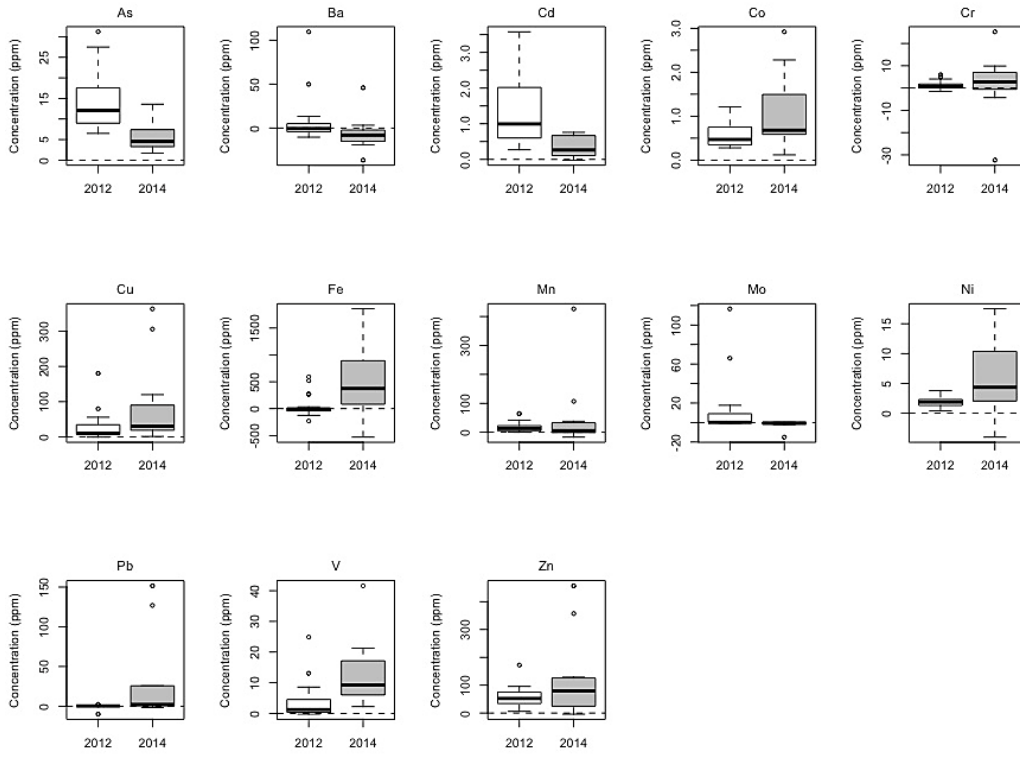 As Ba Cd Co Cr
Concentration (ppm) Concentration (ppm) Concentration (ppm) Concentration (ppm) Concentration (ppm)
0 5 15 25
0 50 100
0.0 1.0 2.0 3.0
0.0 1.0 2.0 3.0
-30 -10 10
2012 2014 2012 2014 2012 2014 2012 2014 2012 2014
Cu Fe Mn Mo Ni
Concentration (ppm) Concentration (ppm) Concentration (ppm) Concentration (ppm) Concentration (ppm)
0 100 200 300
-500 0 500 1500
0 100 300
-20 20 60 100
0 5 10 15
2012 2014 2012 2014 2012 2014 2012 2014 2012 2014
Pb V Zn
Concentration (ppm) Concentration (ppm) Concentration (ppm)
0 50 100 150
0 10 20 30 40
0 100 300
2012 2014 2012 2014 2012 2014